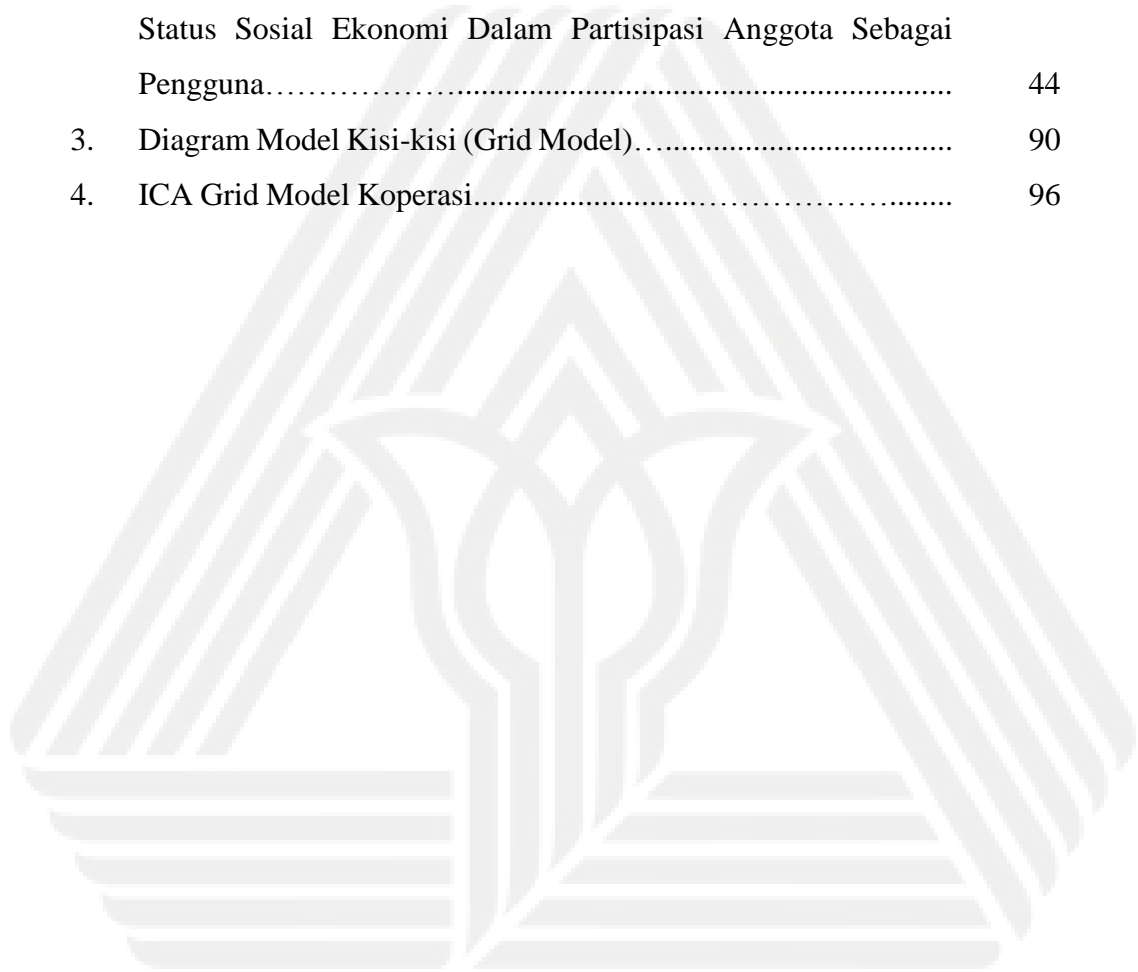 Status Sosial Ekonomi Dalam Partisipasi Anggota Sebagai
Pengguna………………........................................................................... 44
3. Diagram Model Kisi-kisi (Grid Model)….......................................... 90
4. ICA Grid Model Koperasi.........................………………….......... 96